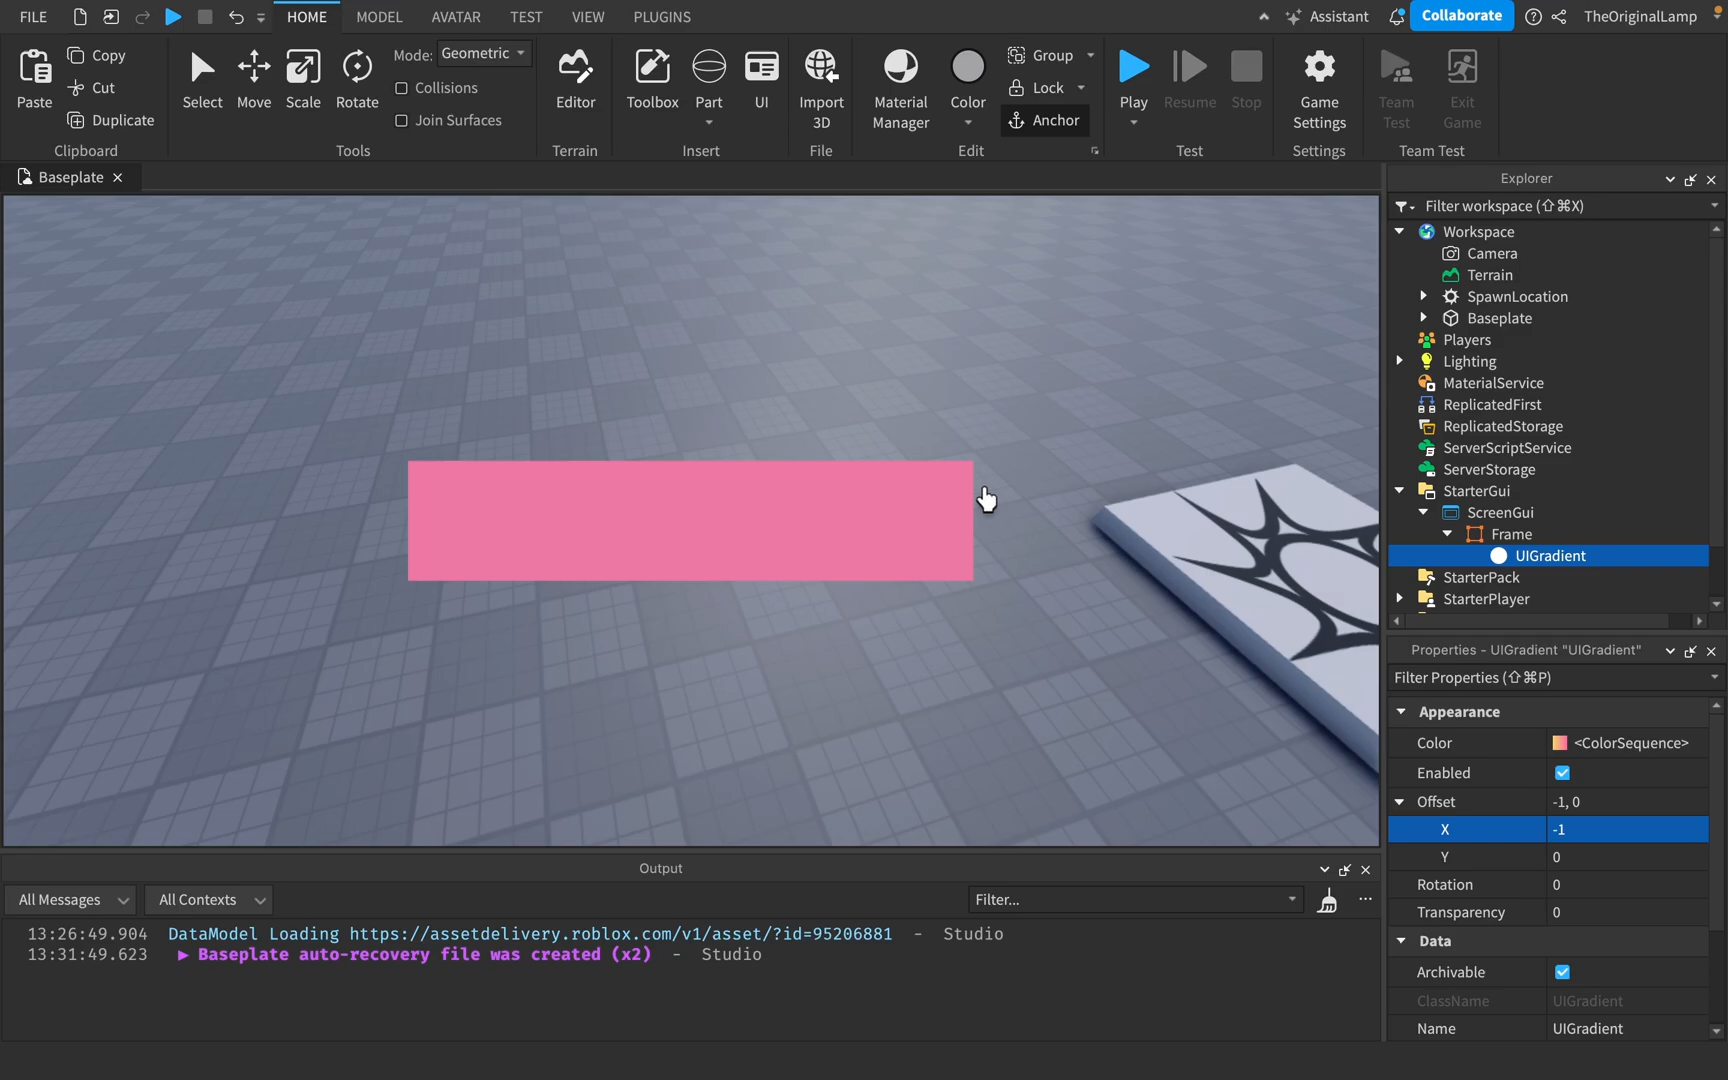 FILE HOME MODEL AVATAR TEST VIEW PLUGINS Assistant Collaborate TheOriginalLamp
Paste Copy Cut Duplicate Clipboard
Select Move Scale Rotate Mode: Geometric Collisions Join Surfaces Tools
Editor Terrain
Toolbox Part UI Insert
Import 3D File
Material Manager Color Group Lock Anchor Edit
Play Resume Stop Test
Game Settings Settings
Team Test Exit Game Team Test
Baseplate
Explorer
Filter workspace (⇧⌘X)
Workspace
Camera
Terrain
SpawnLocation
Baseplate
Players
Lighting
MaterialService
ReplicatedFirst
ReplicatedStorage
ServerScriptService
ServerStorage
StarterGui
ScreenGui
Frame
UIGradient
StarterPack
StarterPlayer
Properties - UIGradient "UIGradient"
Filter Properties (⇧⌘P)
Appearance
Color <ColorSequence>
Enabled
Offset -1, 0
X -1
Y 0
Rotation 0
Transparency 0
Data
Archivable
ClassName UIGradient
Name UIGradient
Output
All Messages All Contexts Filter...
13:26:49.904 DataModel Loading https://assetdelivery.roblox.com/v1/asset/?id=95206881 - Studio
13:31:49.623 ▶ Baseplate auto-recovery file was created (x2) - Studio